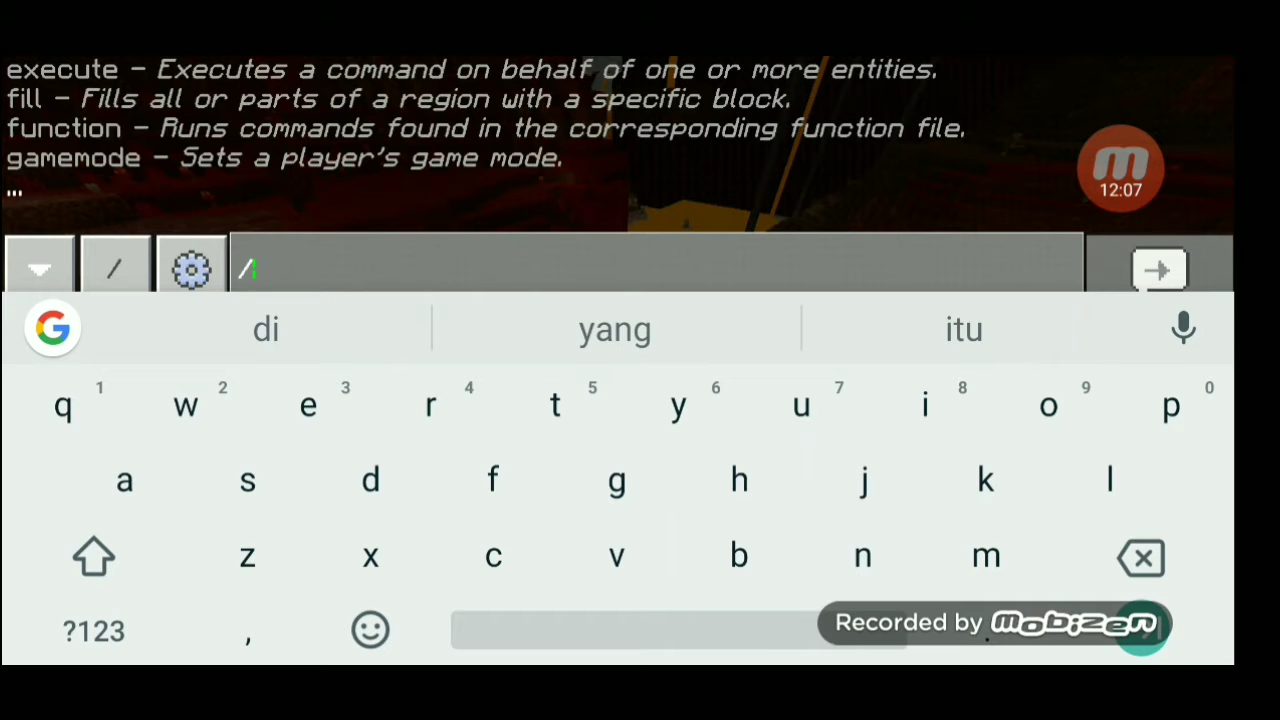 execute - Executes a command on behalf of one or more entities.
fill - Fills all or parts of a region with a specific block.
function - Runs commands found in the corresponding function file.
gamemode - Sets a player's game mode.
...
12:07
/
/
G
di yang itu
1 2 3 4 5 6 7 8 9 0
q w e r t y u i o p
a s d f g h j k l
z x c v b n m
?123 , .
Recorded by mobizen